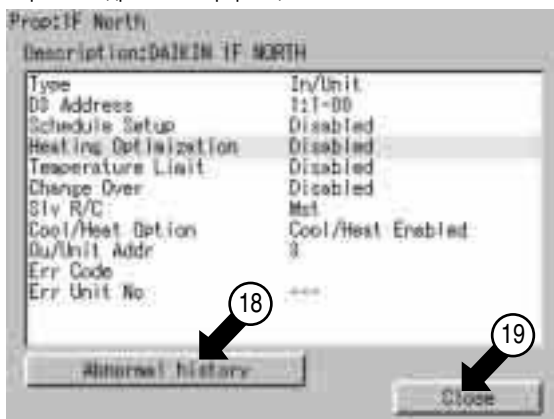 Prop:1F North
Description:DAIKIN 1F NORTH
Type In/Unit
D3 Address 1:1-00
Schedule Setup Disabled
Heating Optimization Disabled
Temperature Limit Disabled
Change Over Disabled
Slv R/C Mst
Cool/Heat Option Cool/Heat Enabled
Ou/Unit Addr 3
Err Code
Err Unit No ---
18
19
Abnormal history
Close